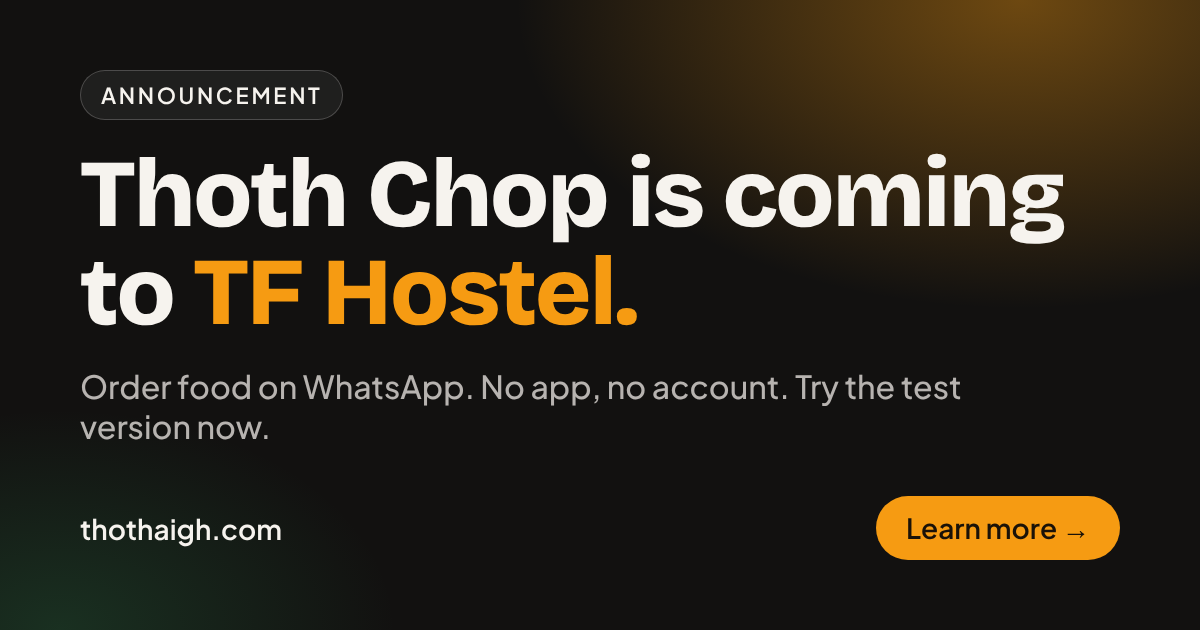 ANNOUNCEMENT
Thoth Chop is coming
to TF Hostel.
Order food on WhatsApp. No app, no account. Try the test
version now.
thothaigh.com
Learn more →